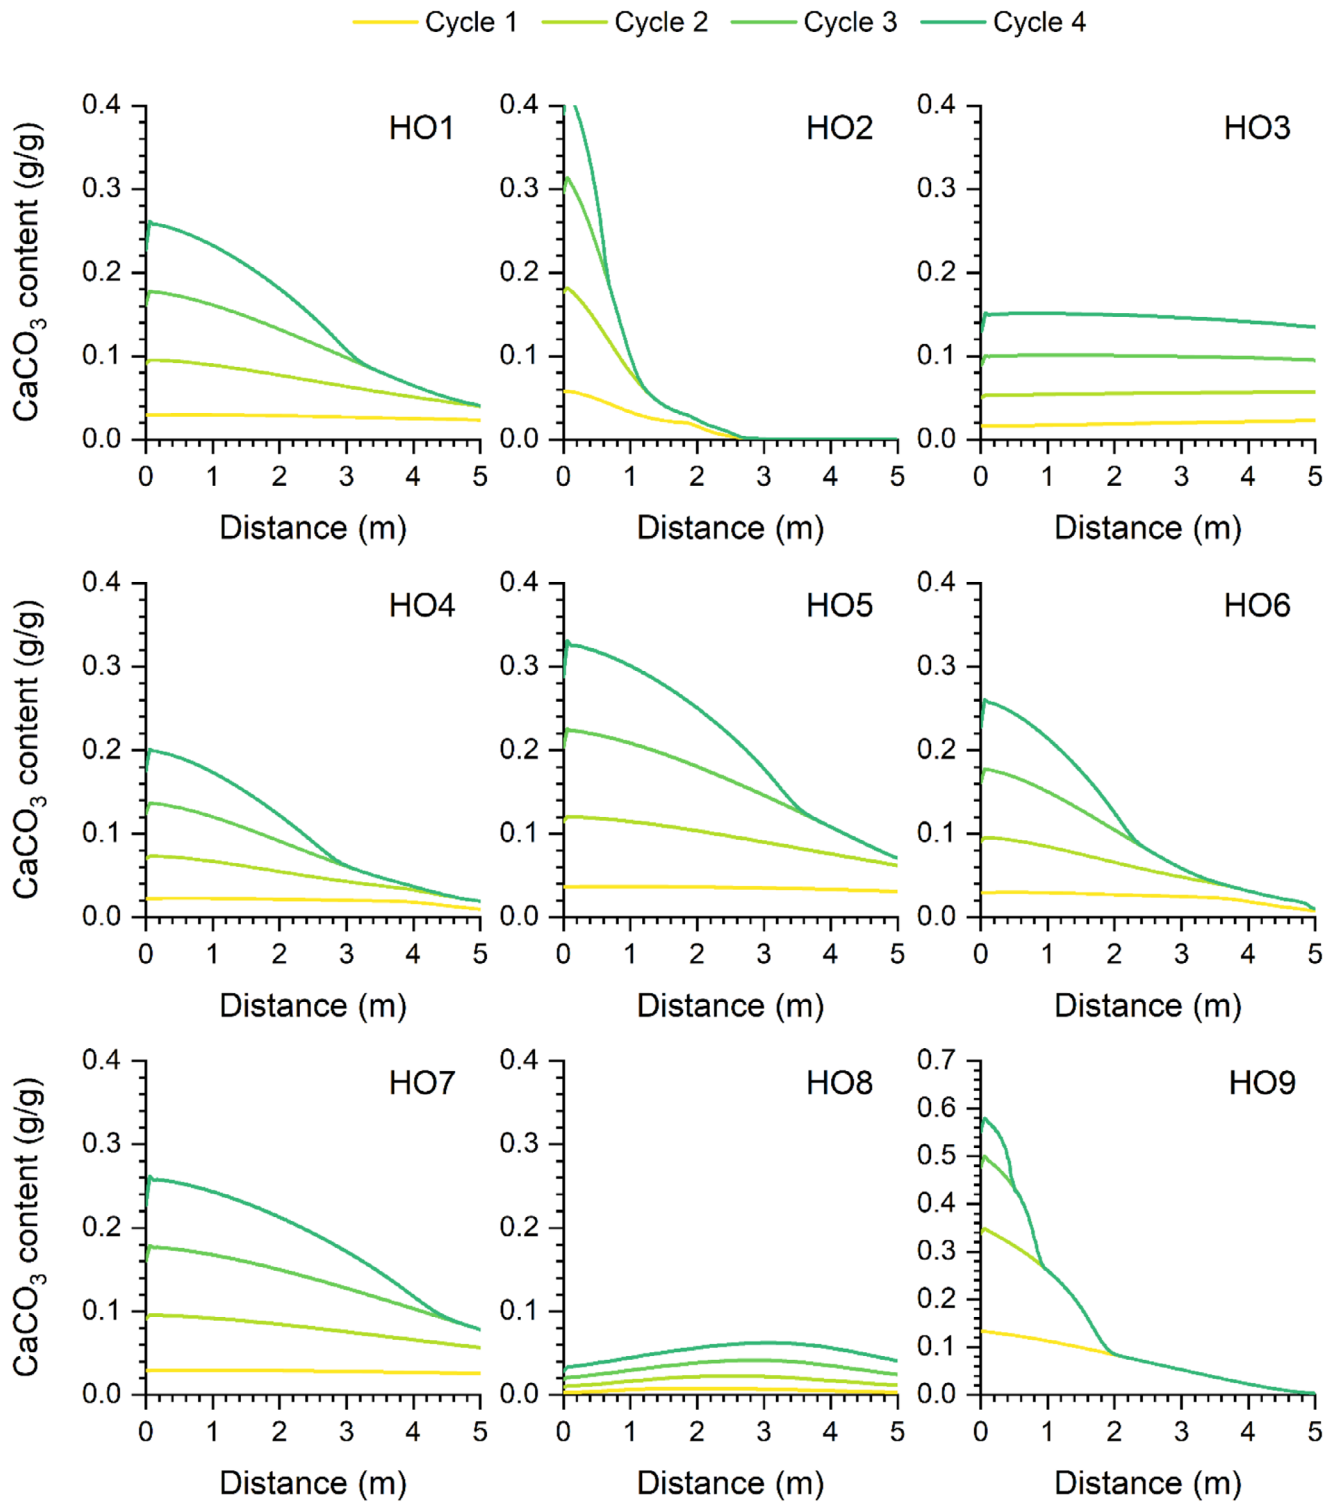 Cycle 1 Cycle 2 Cycle 3 Cycle 4
0.4 0.4 0.4
HO1 HO2 HO3
0.3 0.3 0.3
0.2 0.2 0.2
0.1 0.1 0.1
0.0 0.0 0.0
CaCO₃ content (g/g)
0 1 2 3 4 5 0 1 2 3 4 5 0 1 2 3 4 5
Distance (m) Distance (m) Distance (m)
0.4 0.4 0.4
HO4 HO5 HO6
0.3 0.3 0.3
0.2 0.2 0.2
0.1 0.1 0.1
0.0 0.0 0.0
CaCO₃ content (g/g)
0 1 2 3 4 5 0 1 2 3 4 5 0 1 2 3 4 5
Distance (m) Distance (m) Distance (m)
0.4 0.4 0.7
HO7 HO8 HO9
0.6
0.3 0.3 0.5
0.4
0.2 0.2
0.3
0.1 0.1 0.2
0.1
0.0 0.0 0.0
CaCO₃ content (g/g)
0 1 2 3 4 5 0 1 2 3 4 5 0 1 2 3 4 5
Distance (m) Distance (m) Distance (m)